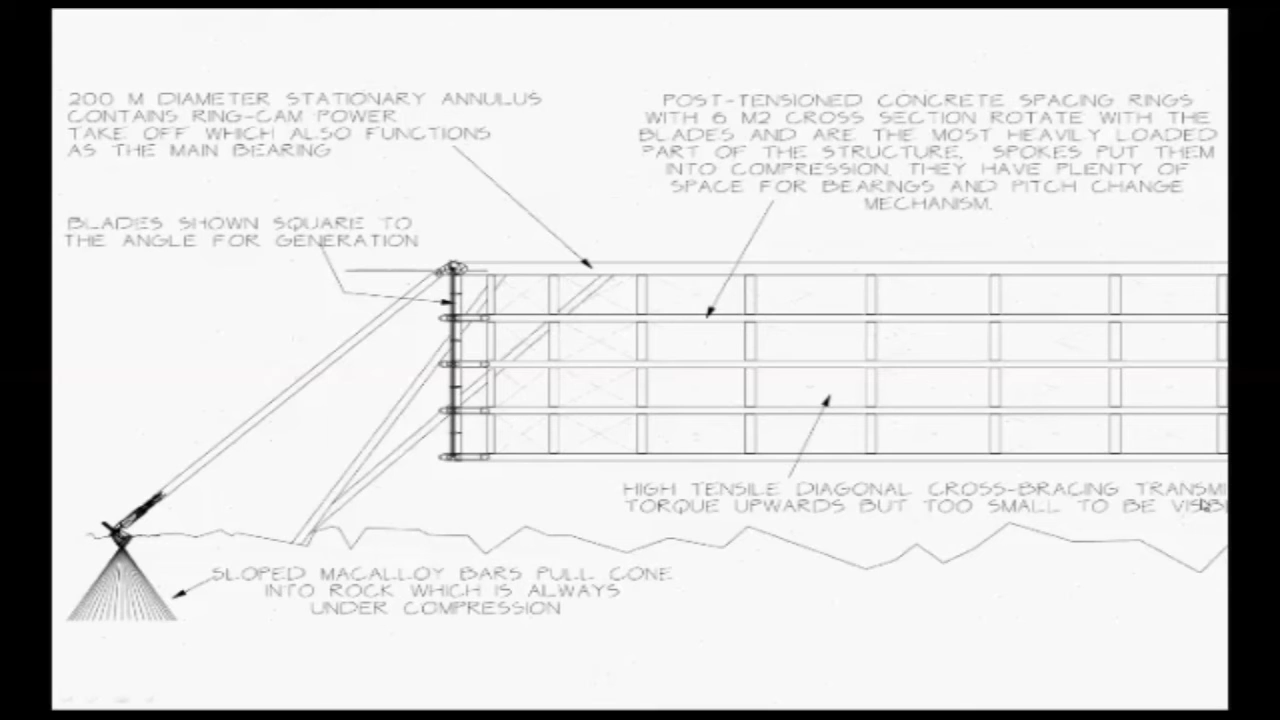 200 M DIAMETER STATIONARY ANNULUS
CONTAINS RING-CAM POWER
TAKE OFF WHICH ALSO FUNCTIONS
AS THE MAIN BEARING
BLADES SHOWN SQUARE TO
THE ANGLE FOR GENERATION
POST-TENSIONED CONCRETE SPACING RINGS
WITH 6 M2 CROSS SECTION ROTATE WITH THE
BLADES AND ARE THE MOST HEAVILY LOADED
PART OF THE STRUCTURE. SPOKES PUT THEM
INTO COMPRESSION. THEY HAVE PLENTY OF
SPACE FOR BEARINGS AND PITCH CHANGE
MECHANISM.
HIGH TENSILE DIAGONAL CROSS-BRACING TRANSMI
TORQUE UPWARDS BUT TOO SMALL TO BE VISIBL
SLOPED MACALLOY BARS PULL CONE
INTO ROCK WHICH IS ALWAYS
UNDER COMPRESSION